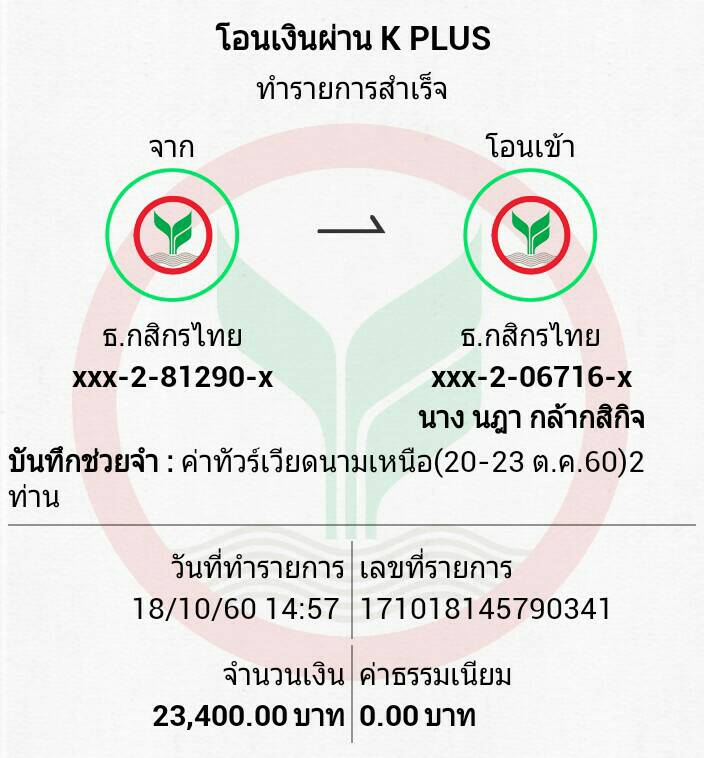 โอนเงินผ่าน K PLUS
ทำรายการสำเร็จ
จาก
โอนเข้า
ธ.กสิกรไทย
xxx-2-81290-x
ธ.กสิกรไทย
xxx-2-06716-x
นาง นฎา กล้ากสิกิจ
บันทึกช่วยจำ : ค่าทัวร์เวียดนามเหนือ(20-23 ต.ค.60)2
ท่าน
วันที่ทำรายการ
18/10/60 14:57
เลขที่รายการ
171018145790341
จำนวนเงิน
23,400.00 บาท
ค่าธรรมเนียม
0.00 บาท